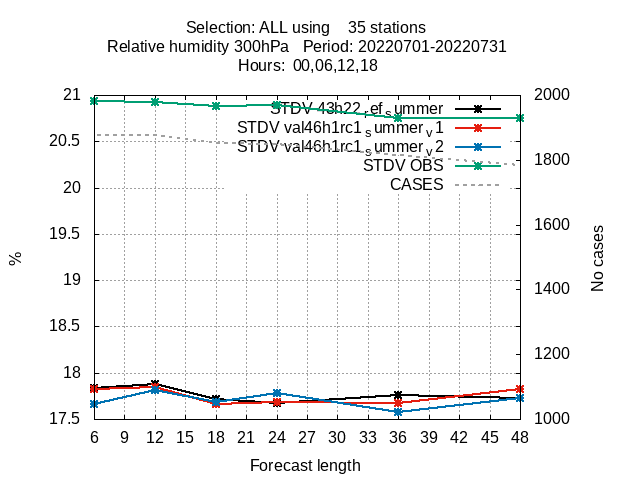 Selection: ALL using 35 stations
Relative humidity 300hPa Period: 20220701-20220731
Hours: 00,06,12,18
21
20.5
20
19.5
19
18.5
18
17.5
%
2000
1800
1600
1400
1200
1000
No cases
STDV 43h22refsummer
STDV val46h1rc1summerv1
STDV val46h1rc1summerv2
STDV OBS
CASES
6 9 12 15 18 21 24 27 30 33 36 39 42 45 48
Forecast length